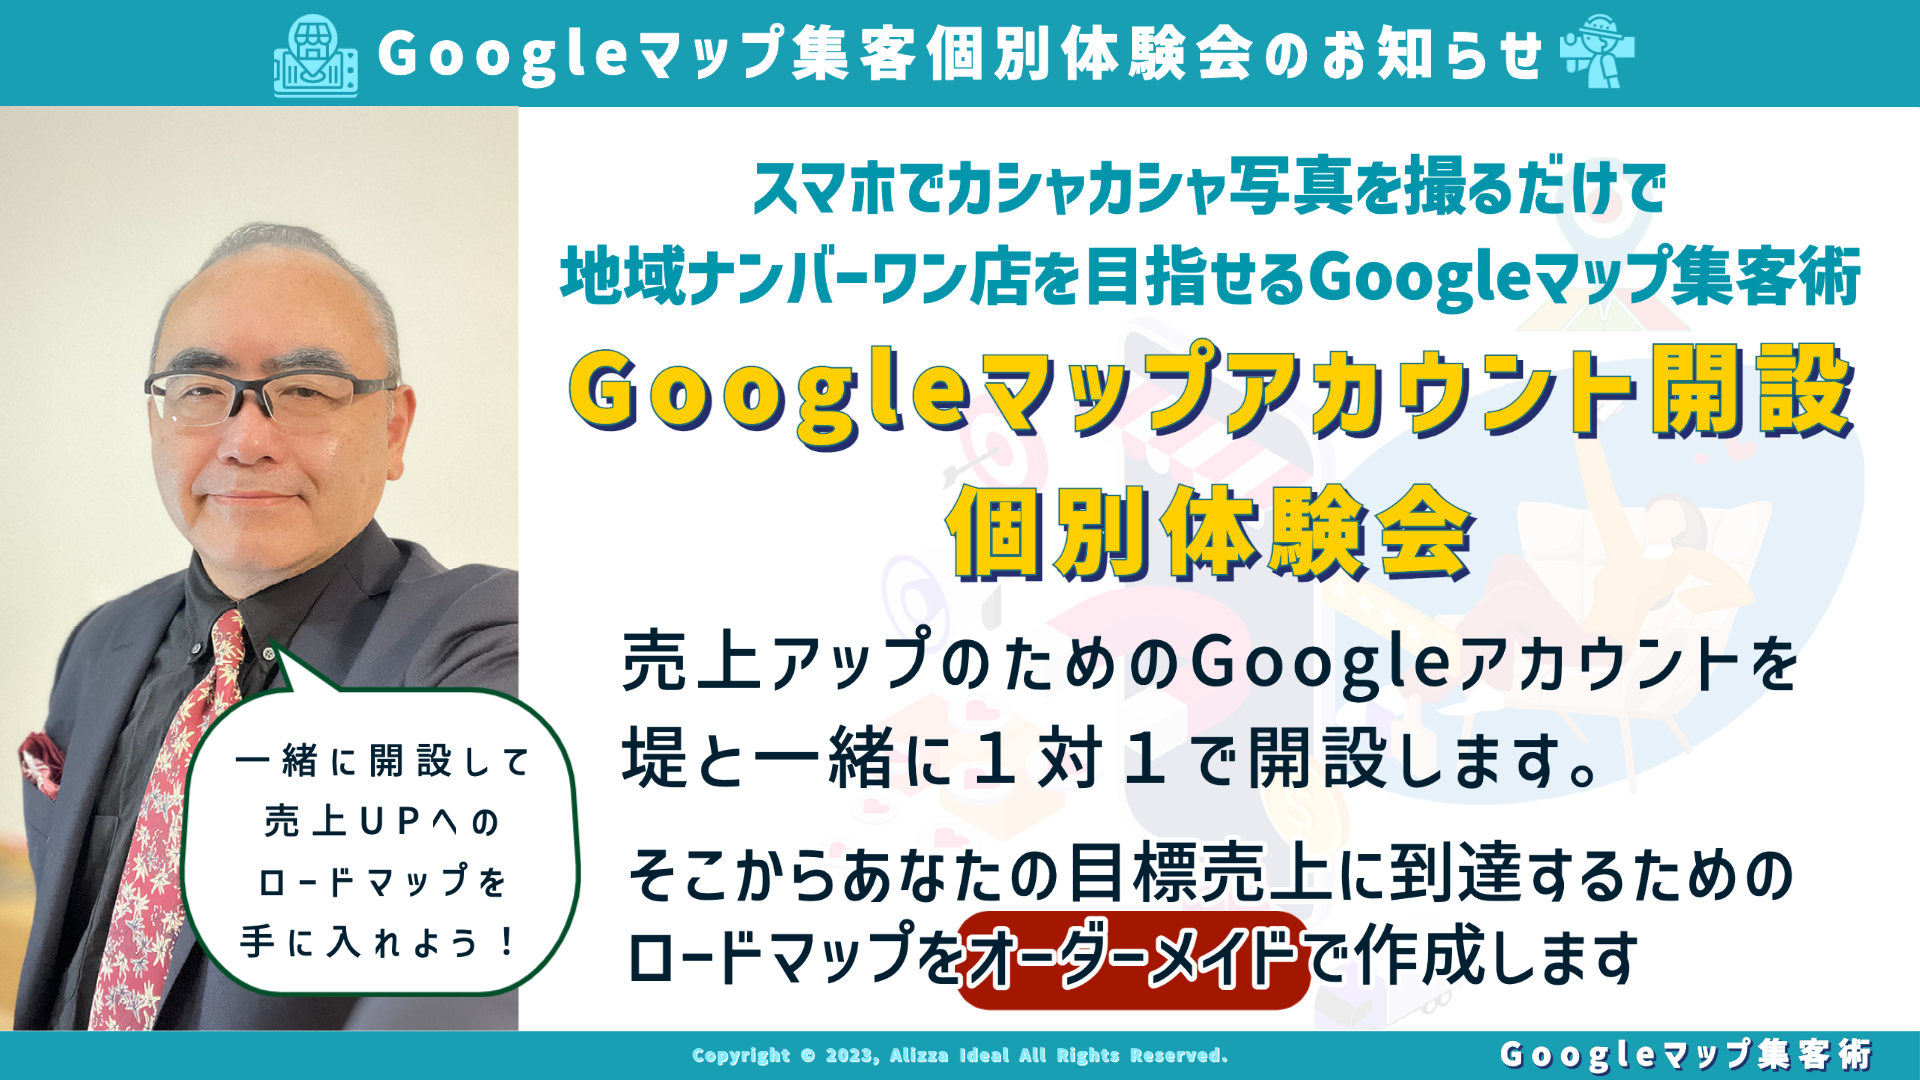 Googleマップ集客個別体験会のお知らせ
スマホでカシャカシャ写真を撮るだけで
地域ナンバーワン店を目指せるGoogleマップ集客術
Googleマップアカウント開設
個別体験会
売上アップのためのGoogleアカウントを
堤と一緒に１対１で開設します。
そこからあなたの目標売上に到達するための
ロードマップをオーダーメイドで作成します
一緒に開設して
売上UPへの
ロードマップを
手に入れよう！
Copyright © 2023, Alizza Ideal All Rights Reserved.
Googleマップ集客術